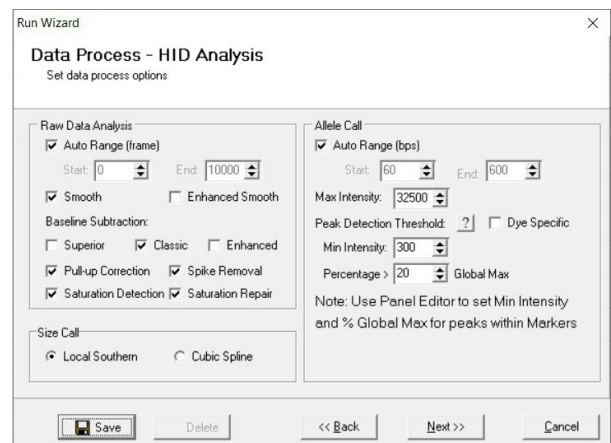 Run Wizard
Data Process - HID Analysis
Set data process options
Raw Data Analysis
Auto Range (frame)
Start: 0 End: 10000
Smooth Enhanced Smooth
Baseline Subtraction:
Superior Classic Enhanced
Pull-up Correction Spike Removal
Saturation Detection Saturation Repair
Size Call
Local Southern Cubic Spline
Allele Call
Auto Range (bps)
Start: 60 End: 600
Max Intensity: 32500
Peak Detection Threshold: ? Dye Specific
Min Intensity: 300
Percentage > 20 Global Max
Note: Use Panel Editor to set Min Intensity
and % Global Max for peaks within Markers
Save Delete << Back Next >> Cancel